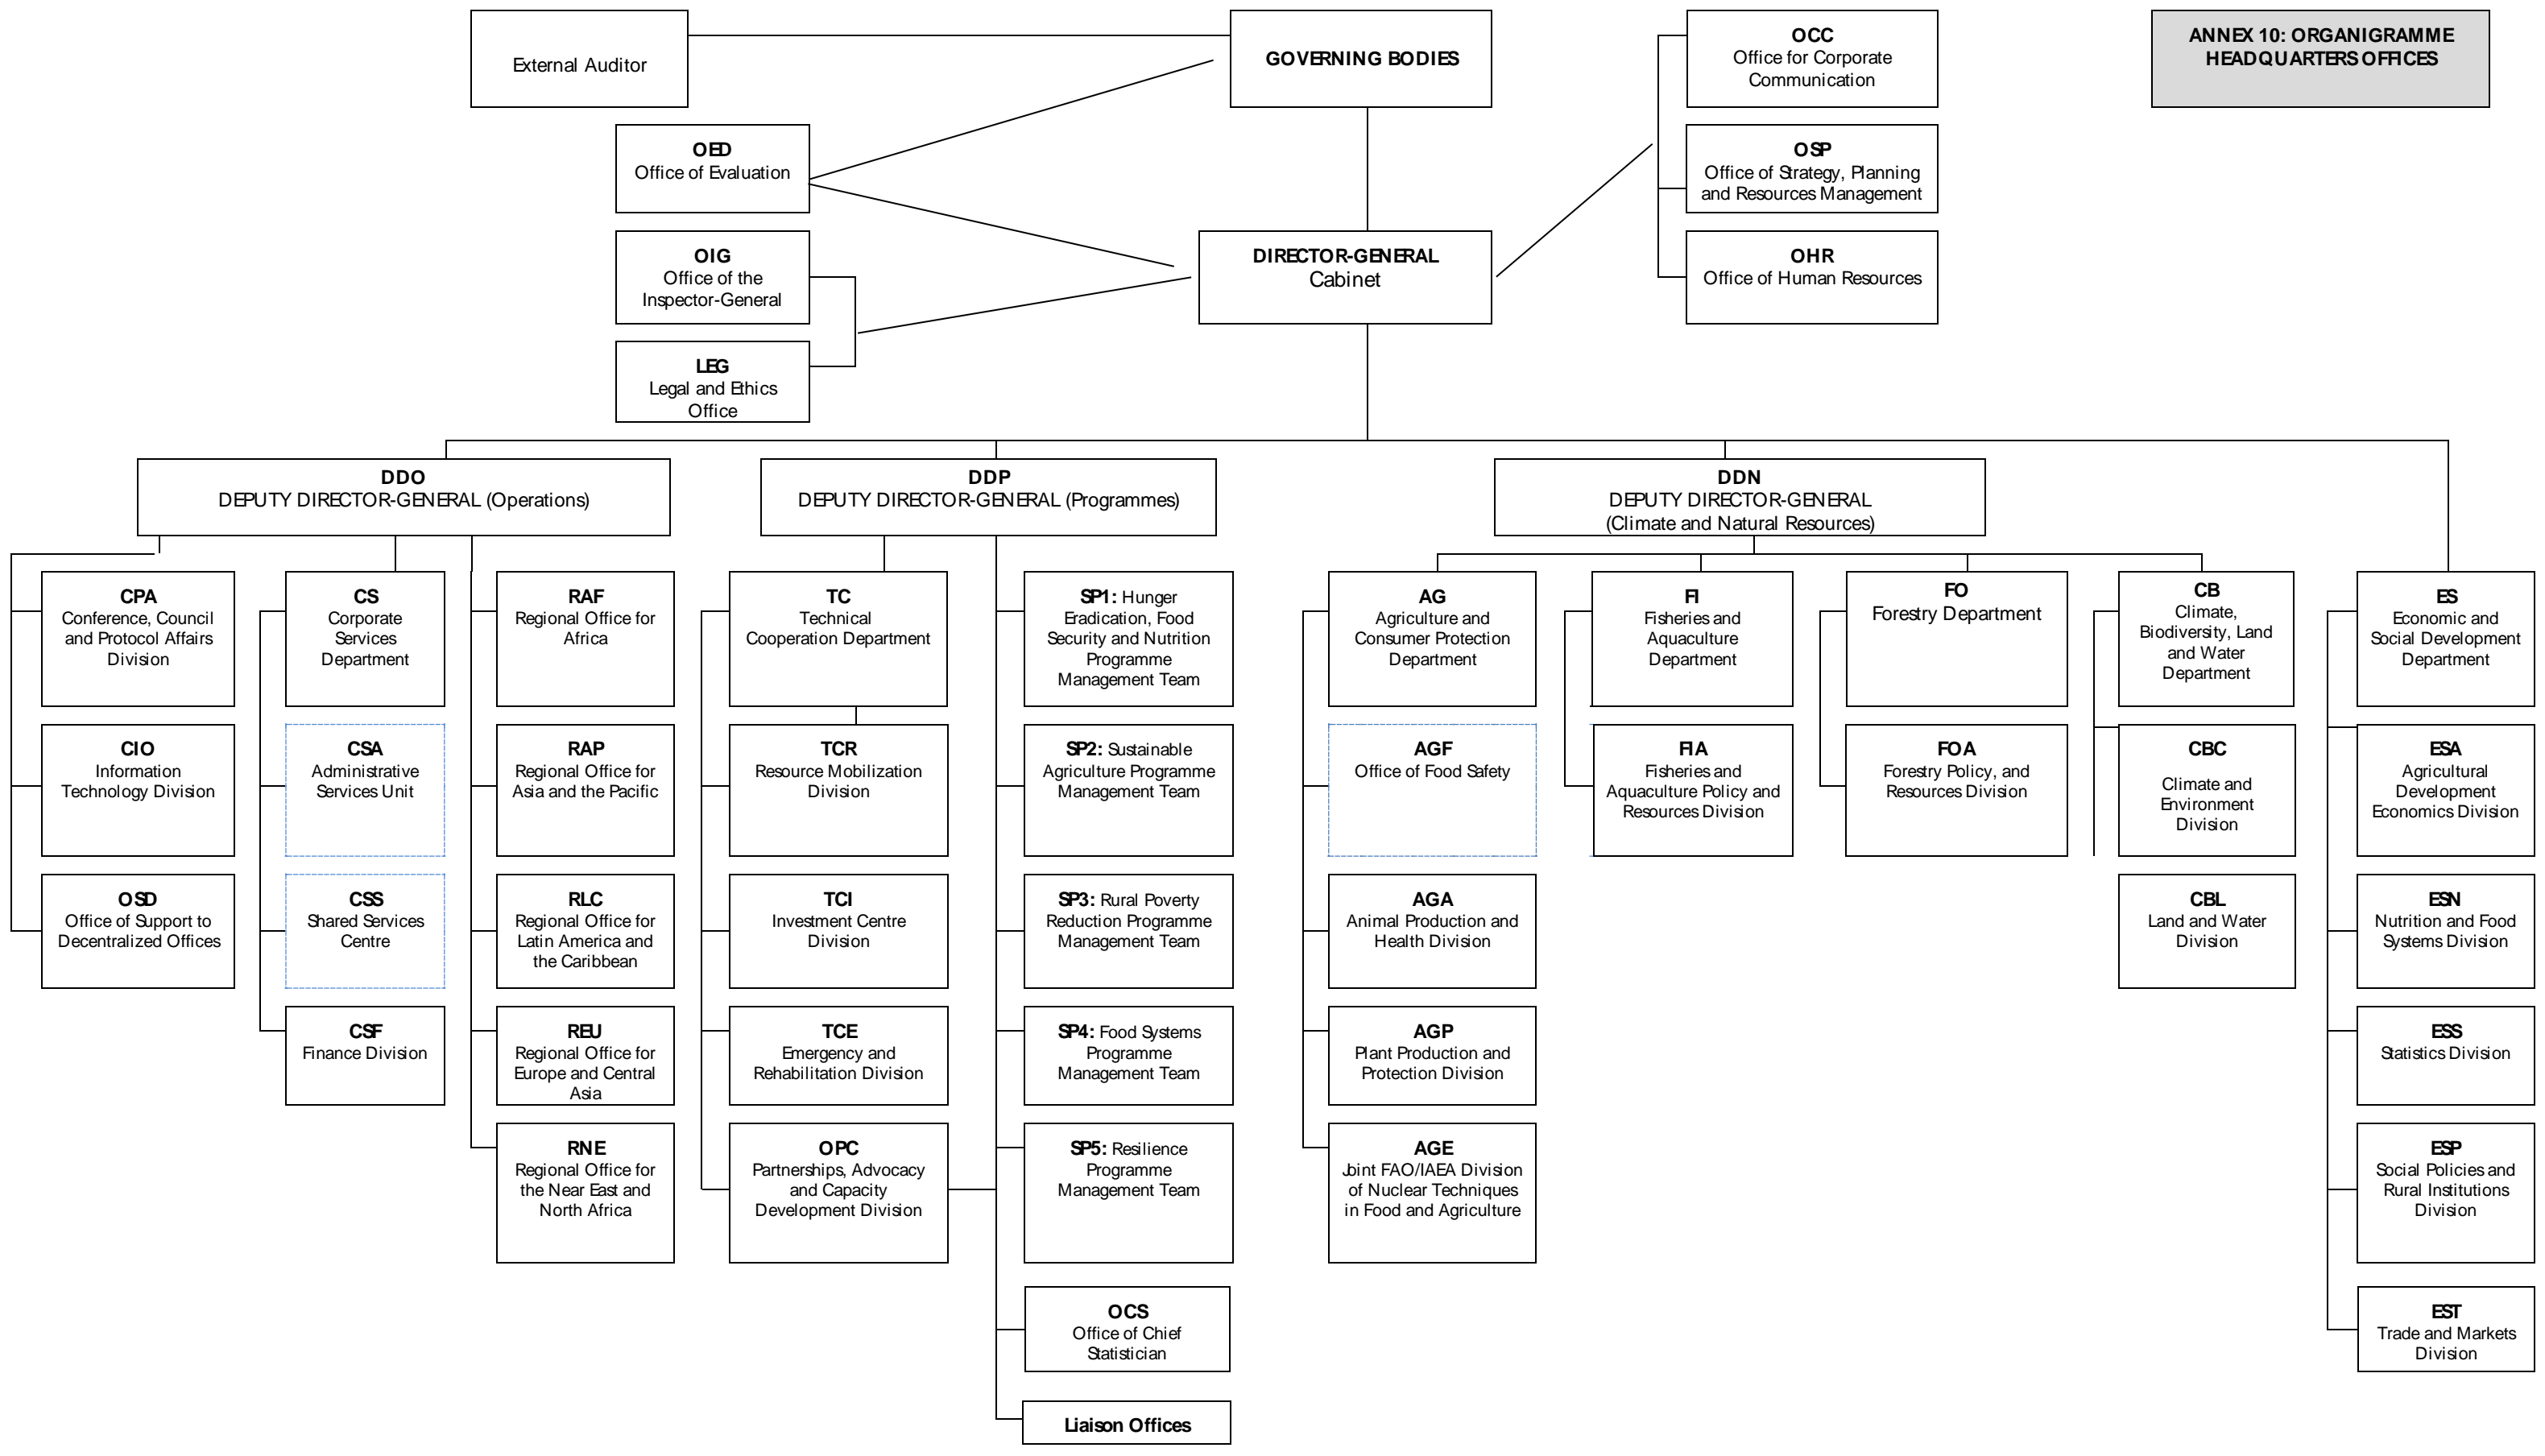 External Auditor
GOVERNING BODIES
OCC
Office for Corporate
Communication
ANNEX 10: ORGANIGRAMME
HEADQUARTERS OFFICES
OED
Office of Evaluation
OSP
Office of Strategy, Planning
and Resources Management
OIG
Office of the
Inspector-General
DIRECTOR-GENERAL
Cabinet
OHR
Office of Human Resources
LEG
Legal and Ethics
Office
DDO
DEPUTY DIRECTOR-GENERAL (Operations)
DDP
DEPUTY DIRECTOR-GENERAL (Programmes)
DDN
DEPUTY DIRECTOR-GENERAL
(Climate and Natural Resources)
CPA
Conference, Council
and Protocol Affairs
Division
CS
Corporate
Services
Department
RAF
Regional Office for
Africa
TC
Technical
Cooperation Department
SP1: Hunger
Eradication, Food
Security and Nutrition
Programme
Management Team
AG
Agriculture and
Consumer Protection
Department
FI
Fisheries and
Aquaculture
Department
FO
Forestry Department
CB
Climate,
Biodiversity, Land
and Water
Department
ES
Economic and
Social Development
Department
CIO
Information
Technology Division
CSA
Administrative
Services Unit
RAP
Regional Office for
Asia and the Pacific
TCR
Resource Mobilization
Division
SP2: Sustainable
Agriculture Programme
Management Team
AGF
Office of Food Safety
FIA
Fisheries and
Aquaculture Policy and
Resources Division
FOA
Forestry Policy, and
Resources Division
CBC
Climate and
Environment
Division
ESA
Agricultural
Development
Economics Division
OSD
Office of Support to
Decentralized Offices
CSS
Shared Services
Centre
RLC
Regional Office for
Latin America and
the Caribbean
TCI
Investment Centre
Division
SP3: Rural Poverty
Reduction Programme
Management Team
AGA
Animal Production and
Health Division
CBL
Land and Water
Division
ESN
Nutrition and Food
Systems Division
CSF
Finance Division
REU
Regional Office for
Europe and Central
Asia
TCE
Emergency and
Rehabilitation Division
SP4: Food Systems
Programme
Management Team
AGP
Plant Production and
Protection Division
ESS
Statistics Division
RNE
Regional Office for
the Near East and
North Africa
OPC
Partnerships, Advocacy
and Capacity
Development Division
SP5: Resilience
Programme
Management Team
AGE
Joint FAO/IAEA Division
of Nuclear Techniques
in Food and Agriculture
ESP
Social Policies and
Rural Institutions
Division
OCS
Office of Chief
Statistician
EST
Trade and Markets
Division
Liaison Offices